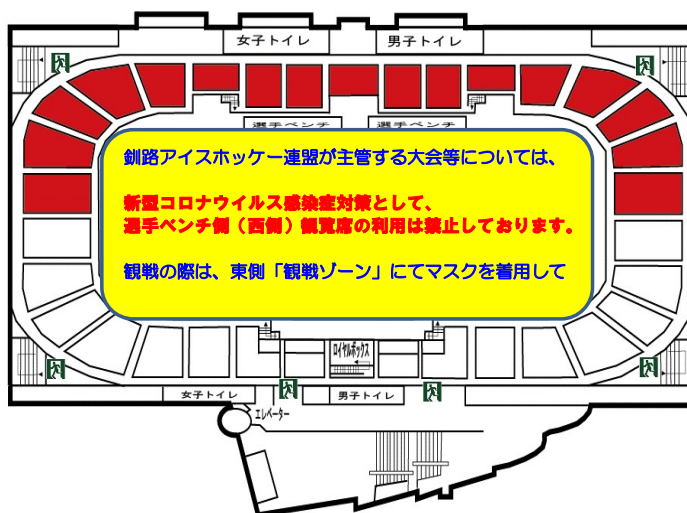 女子トイレ
男子トイレ
選手ベンチ
選手ベンチ
釧路アイスホッケー連盟が主管する大会等については、
新型コロナウイルス感染症対策として、
選手ベンチ側（西側）観覧席の利用は禁止しております。
観戦の際は、東側「観戦ゾーン」にてマスクを着用して
ロイヤルボックス
女子トイレ
男子トイレ
エレベーター